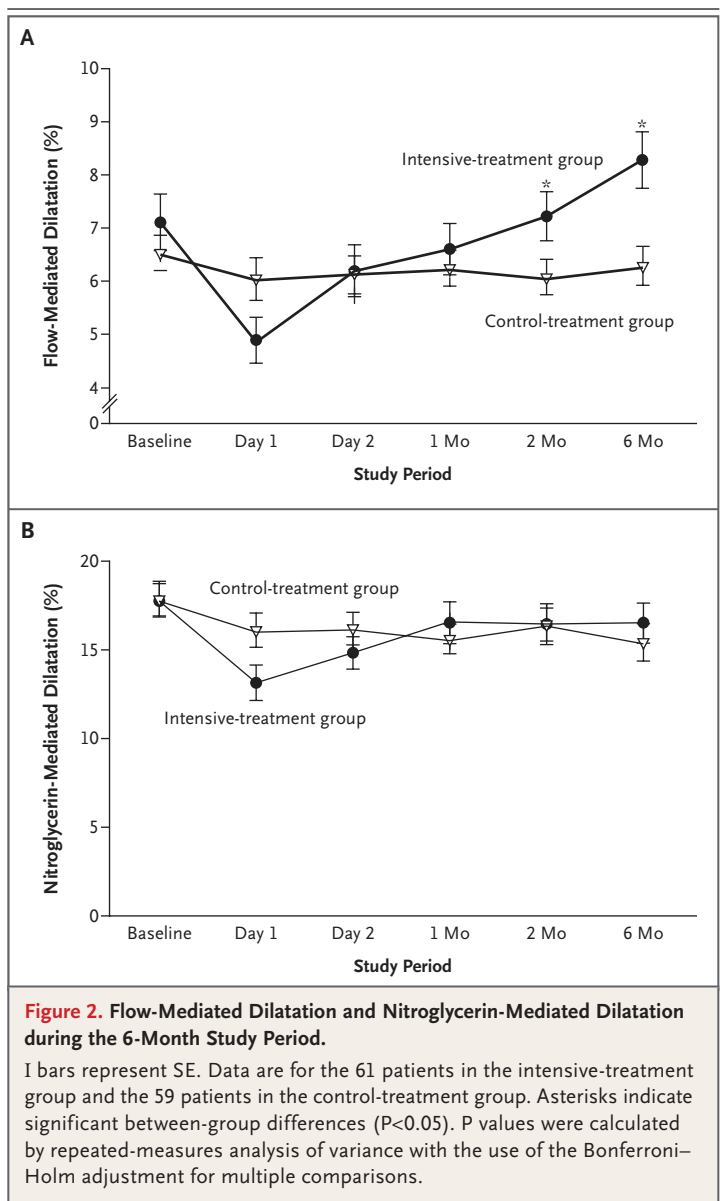 A
10
9
8
7
6
5
4
0
Flow-Mediated Dilatation (%)
Intensive-treatment group
*
*
Control-treatment group
Baseline Day 1 Day 2 1 Mo 2 Mo 6 Mo
Study Period
B
20
15
10
5
0
Nitroglycerin-Mediated Dilatation (%)
Control-treatment group
Intensive-treatment group
Baseline Day 1 Day 2 1 Mo 2 Mo 6 Mo
Study Period
Figure 2. Flow-Mediated Dilatation and Nitroglycerin-Mediated Dilatation
during the 6-Month Study Period.
I bars represent SE. Data are for the 61 patients in the intensive-treatment
group and the 59 patients in the control-treatment group. Asterisks indicate
significant between-group differences (P<0.05). P values were calculated
by repeated-measures analysis of variance with the use of the Bonferroni–
Holm adjustment for multiple comparisons.